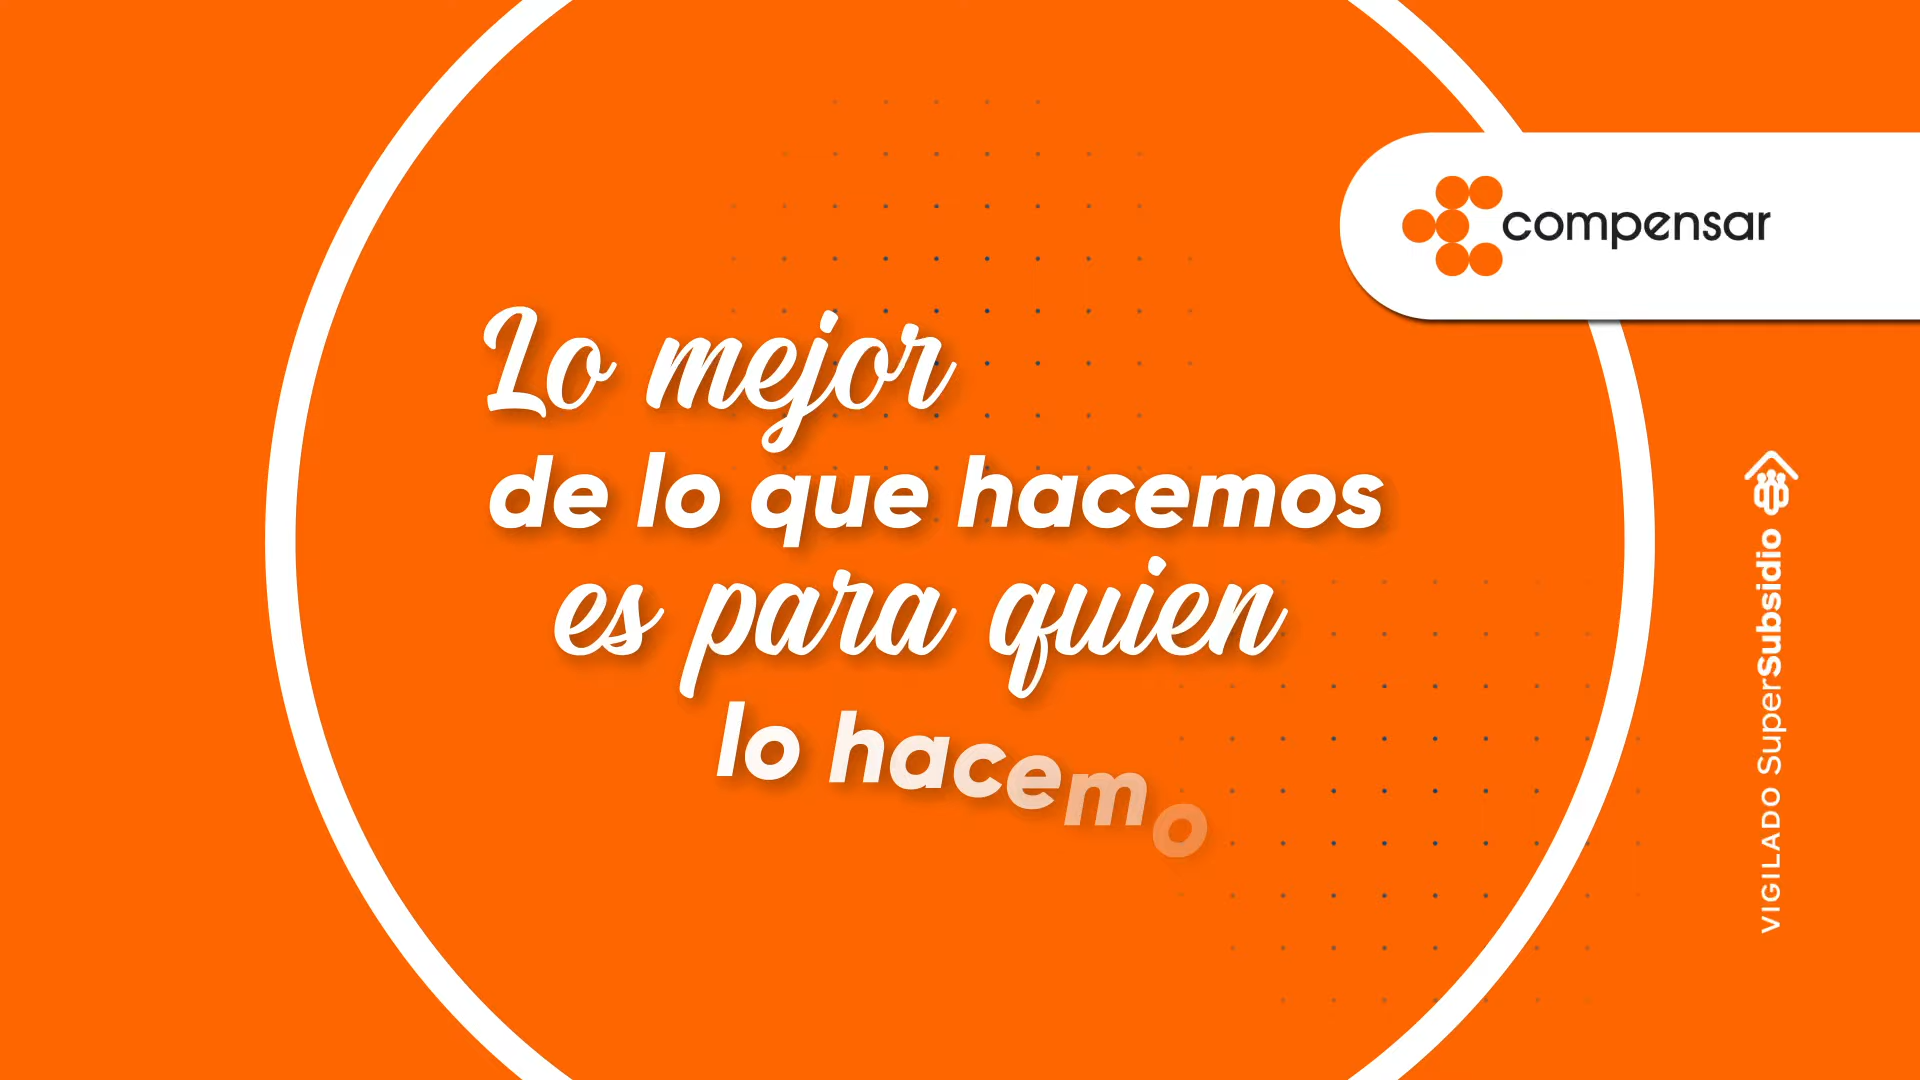 compensar
Lo mejor
de lo que hacemos
es para quien
lo hacemo
VIGILADO SuperSubsidio